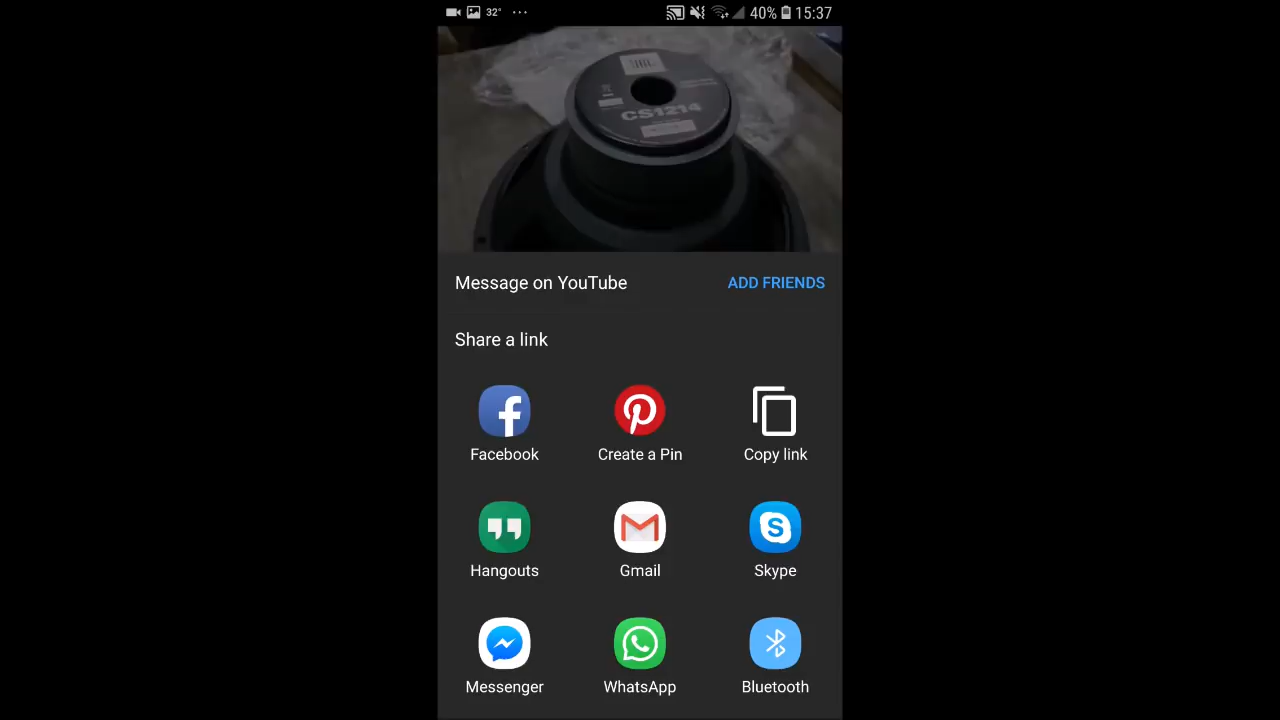 32° ... 40% 15:37
CS1214
Message on YouTube ADD FRIENDS
Share a link
Facebook Create a Pin Copy link
Hangouts Gmail Skype
Messenger WhatsApp Bluetooth